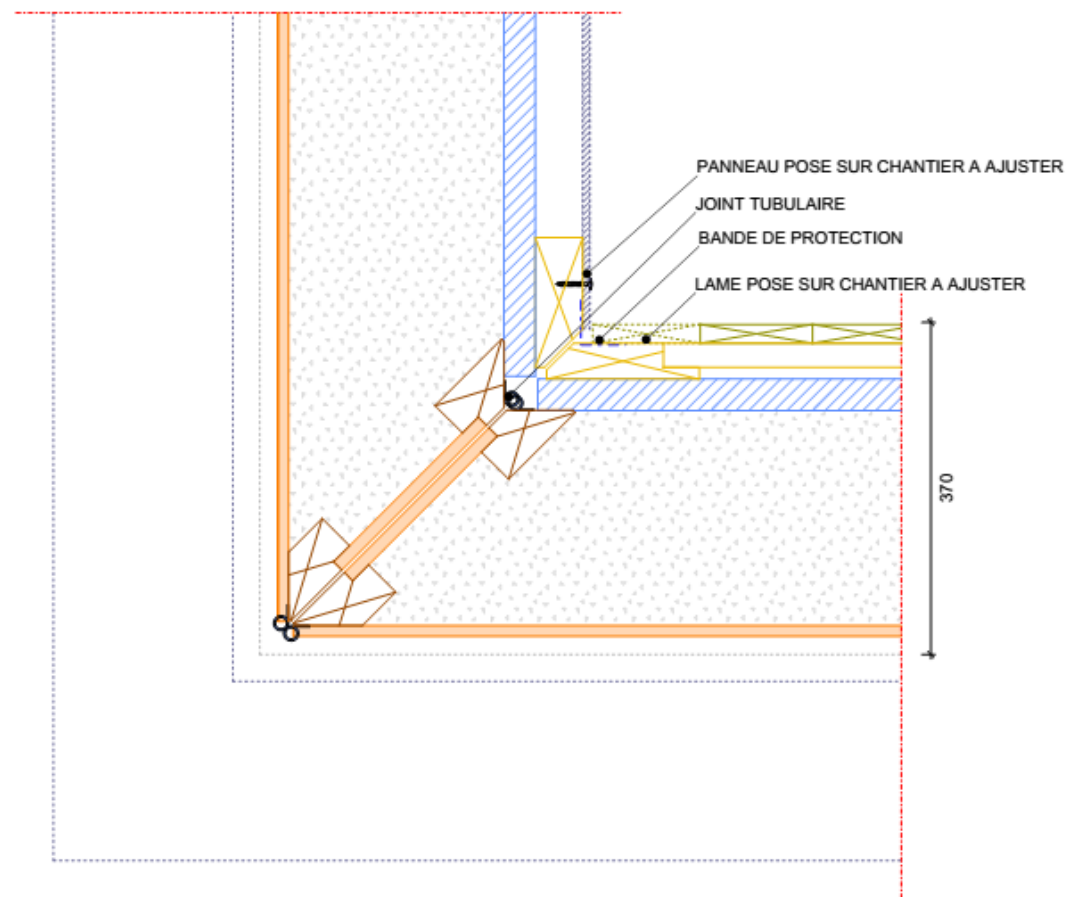 PANNEAU POSE SUR CHANTIER A AJUSTER
JOINT TUBULAIRE
BANDE DE PROTECTION
LAME POSE SUR CHANTIER A AJUSTER
370